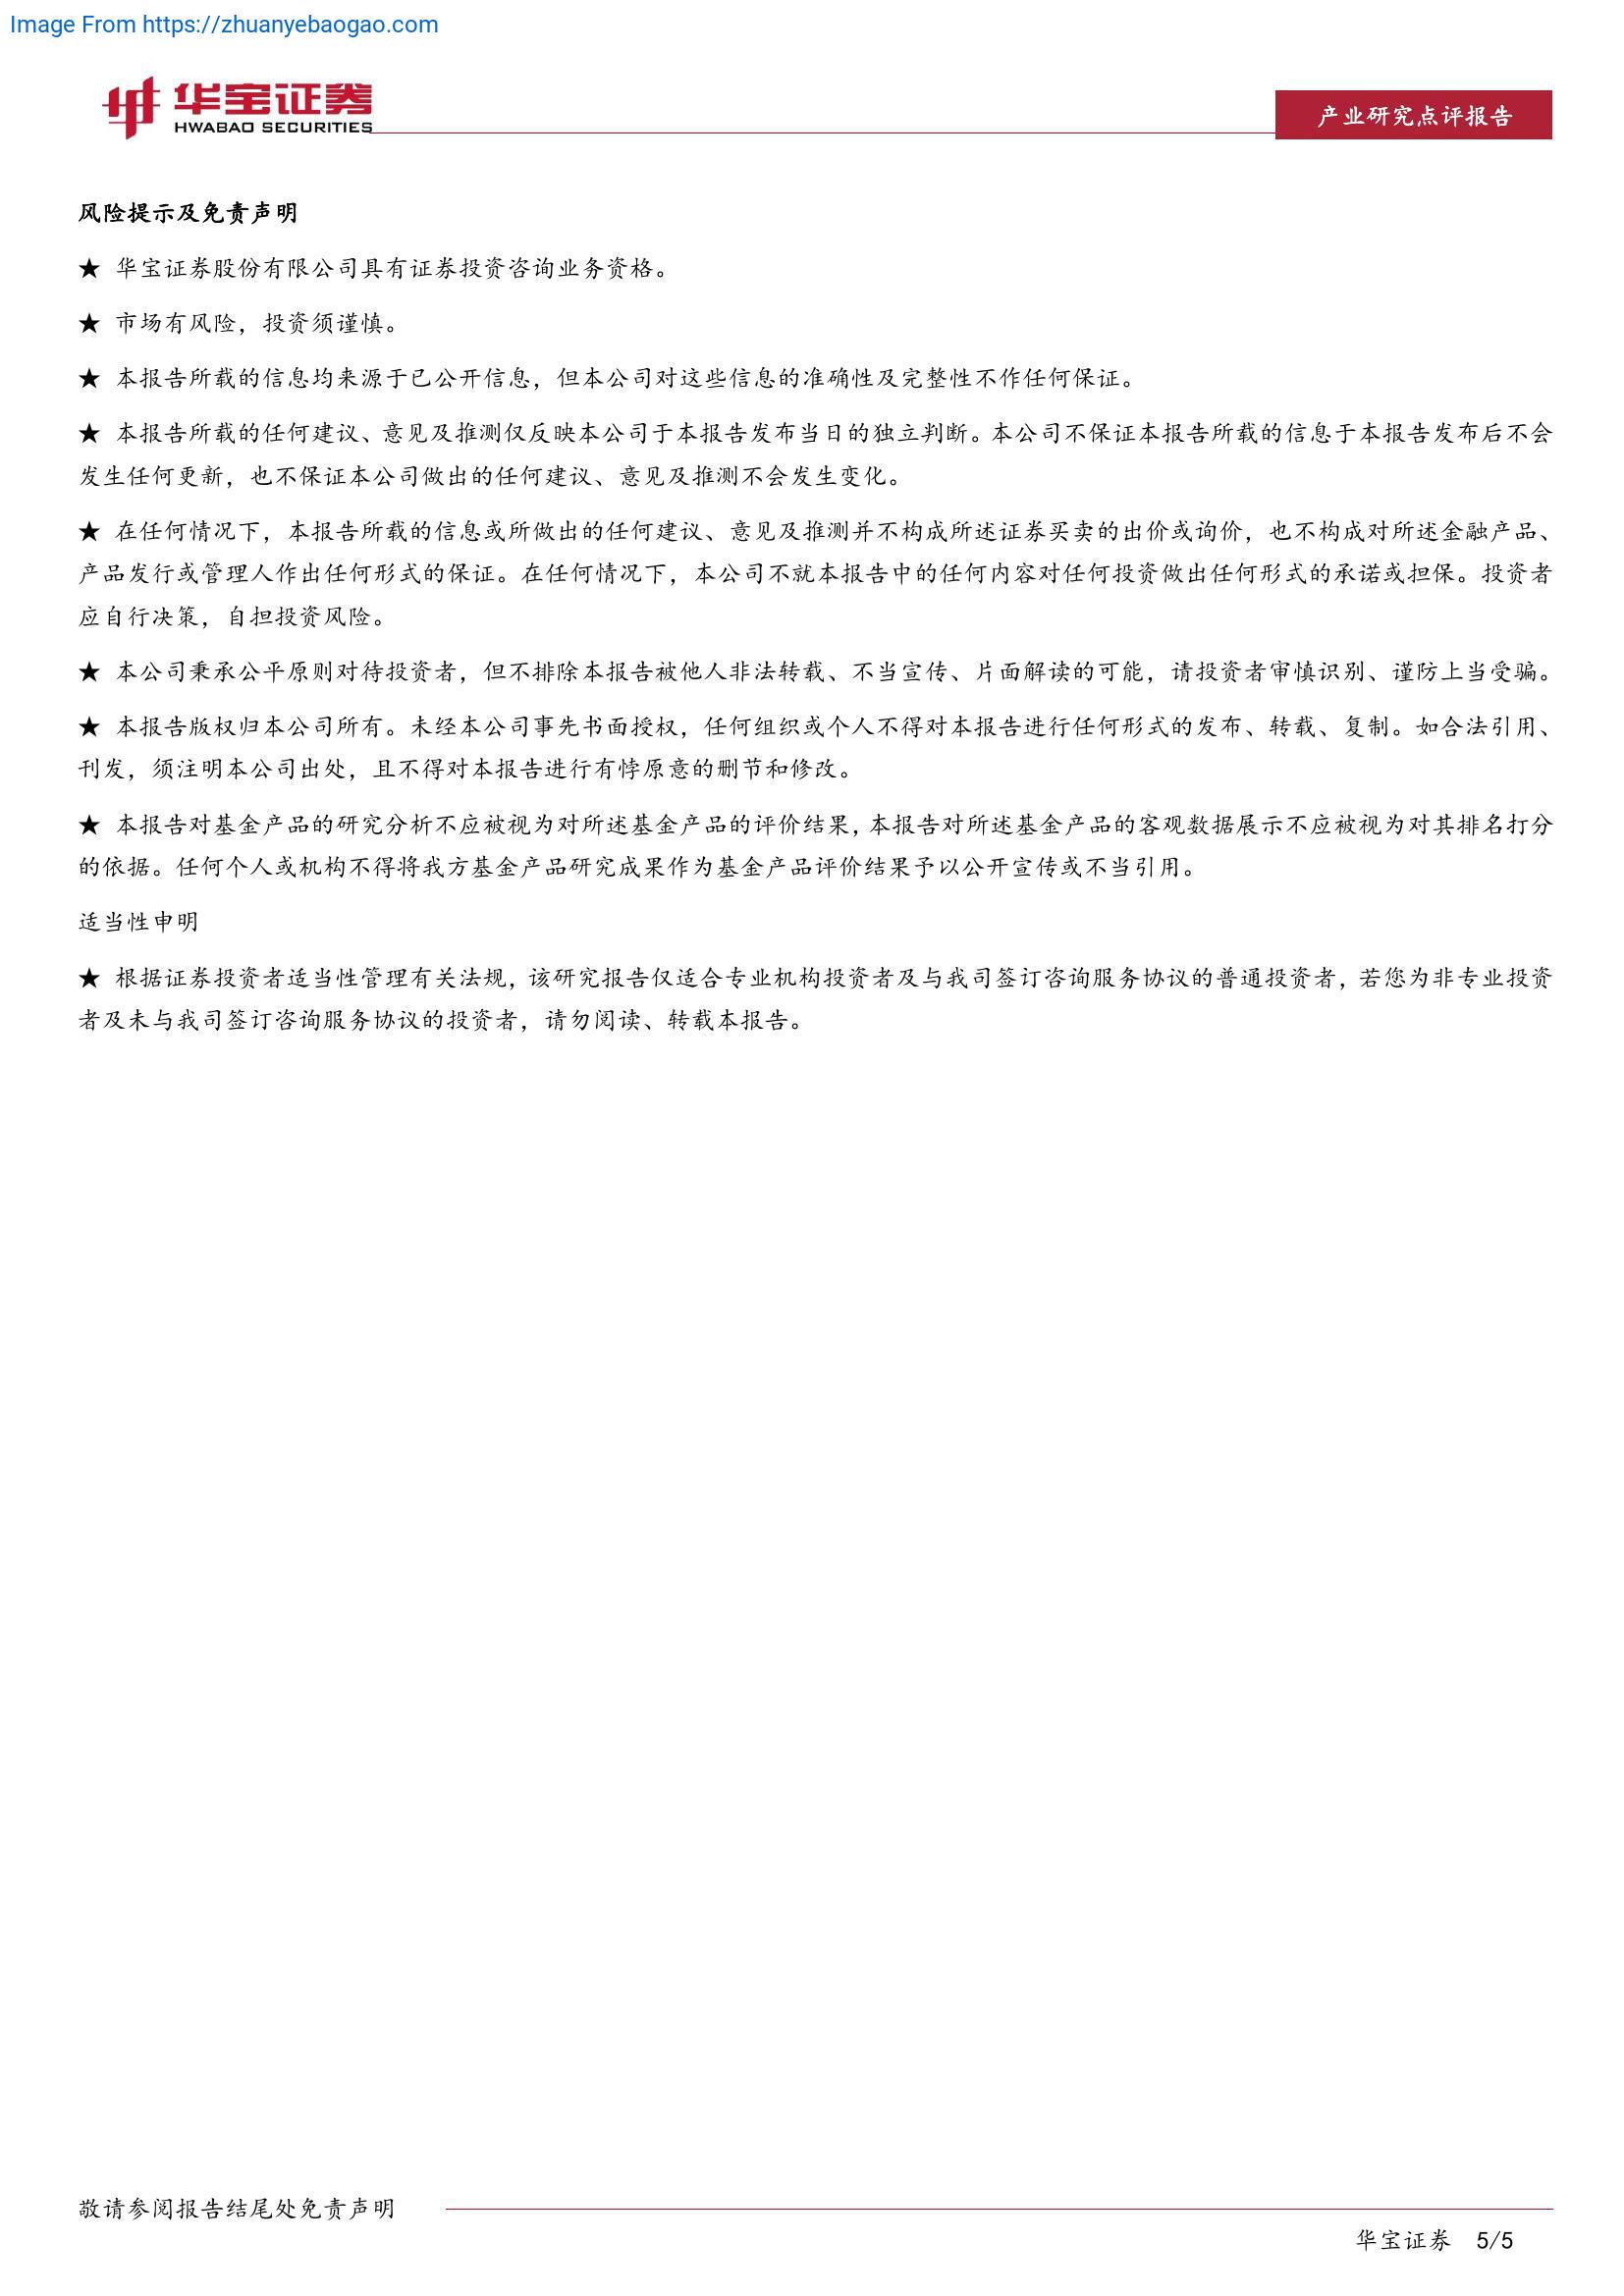 Image From https://zhuanyebaogao.com
华宝证券
HWABAO SECURITIES
产业研究点评报告
风险提示及免责声明
★ 华宝证券股份有限公司具有证券投资咨询业务资格。
★ 市场有风险，投资须谨慎。
★ 本报告所载的信息均来源于已公开信息，但本公司对这些信息的准确性及完整性不作任何保证。
★ 本报告所载的任何建议、意见及推测仅反映本公司于本报告发布当日的独立判断。本公司不保证本报告所载的信息于本报告发布后不会
发生任何更新，也不保证本公司做出的任何建议、意见及推测不会发生变化。
★ 在任何情况下，本报告所载的信息或所做出的任何建议、意见及推测并不构成所述证券买卖的出价或询价，也不构成对所述金融产品、
产品发行或管理人作出任何形式的保证。在任何情况下，本公司不就本报告中的任何内容对任何投资做出任何形式的承诺或担保。投资者
应自行决策，自担投资风险。
★ 本公司秉承公平原则对待投资者，但不排除本报告被他人非法转载、不当宣传、片面解读的可能，请投资者审慎识别、谨防上当受骗。
★ 本报告版权归本公司所有。未经本公司事先书面授权，任何组织或个人不得对本报告进行任何形式的发布、转载、复制。如合法引用、
刊发，须注明本公司出处，且不得对本报告进行有悖原意的删节和修改。
★ 本报告对基金产品的研究分析不应被视为对所述基金产品的评价结果，本报告对所述基金产品的客观数据展示不应被视为对其排名打分
的依据。任何个人或机构不得将我方基金产品研究成果作为基金产品评价结果予以公开宣传或不当引用。
适当性申明
★ 根据证券投资者适当性管理有关法规，该研究报告仅适合专业机构投资者及与我司签订咨询服务协议的普通投资者，若您为非专业投资
者及未与我司签订咨询服务协议的投资者，请勿阅读、转载本报告。
敬请参阅报告结尾处免责声明
华宝证券 5/5